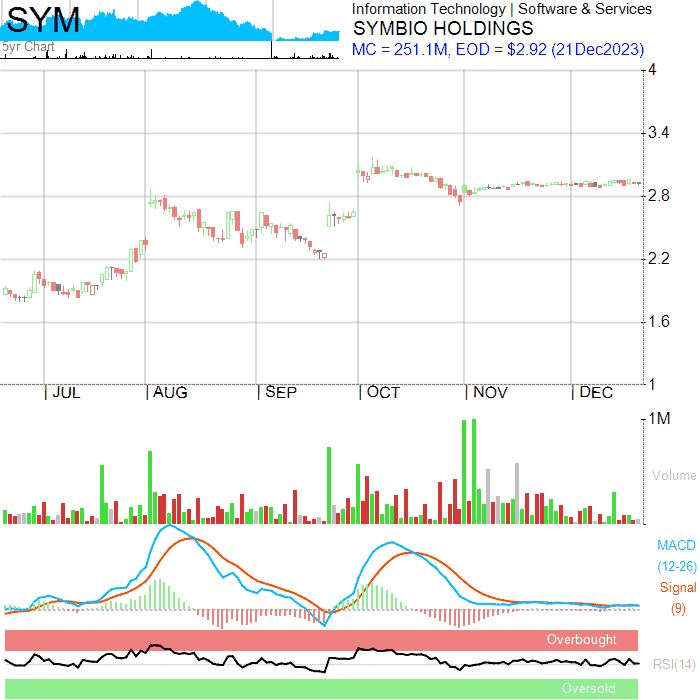 SYM
5yr Chart
Information Technology | Software & Services
SYMBIO HOLDINGS
MC = 251.1M, EOD = $2.92 (21Dec2023)
4
3.4
2.8
2.2
1.6
1
JUL AUG SEP OCT NOV DEC
1M
Volume
MACD
(12-26)
Signal
(9)
Overbought
RSI(14)
Oversold